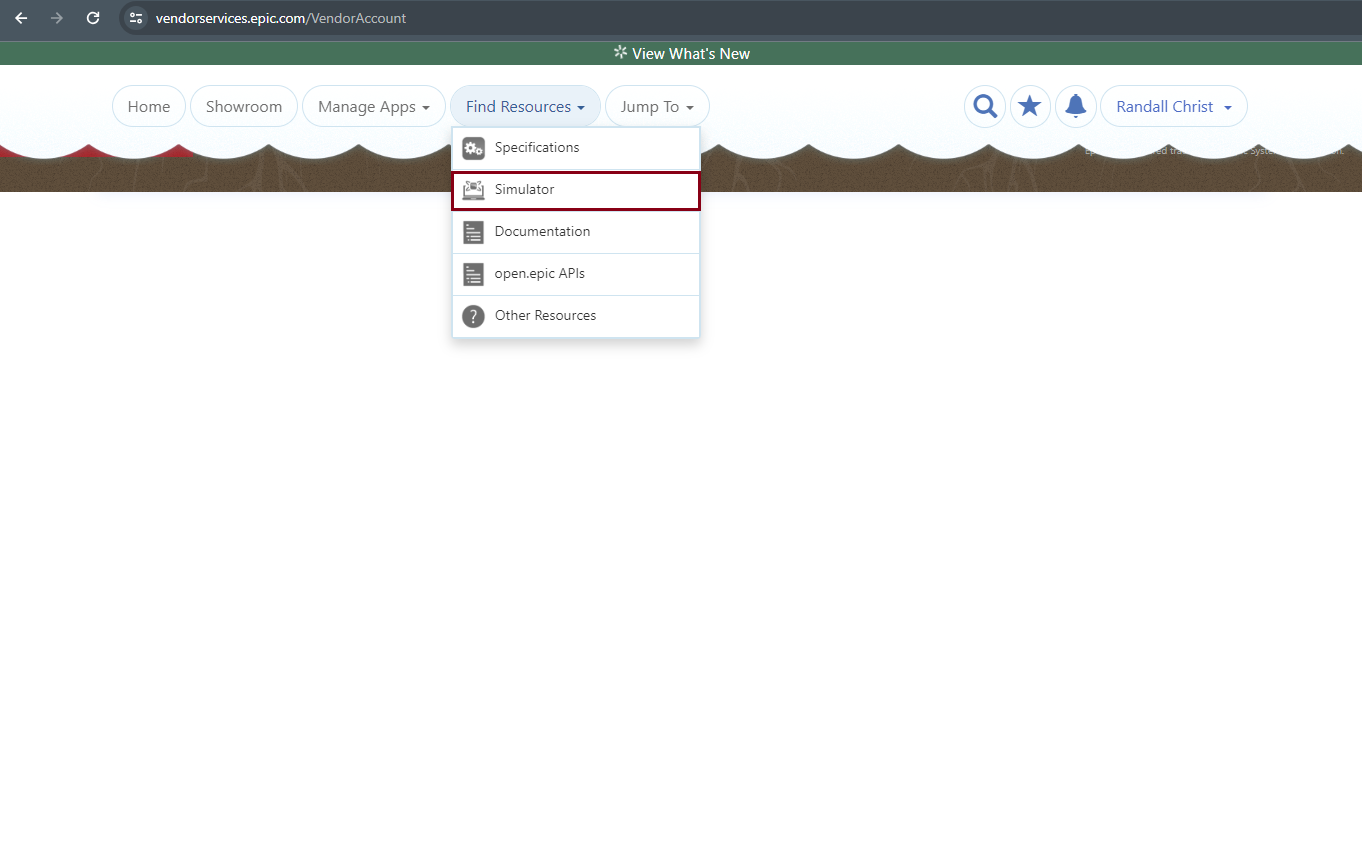 vendorservices.epic.com/VendorAccount
View What's New
Home
Showroom
Manage Apps
Find Resources
Jump To
Randall Christ
Specifications
Simulator
Documentation
open.epic APIs
? Other Resources